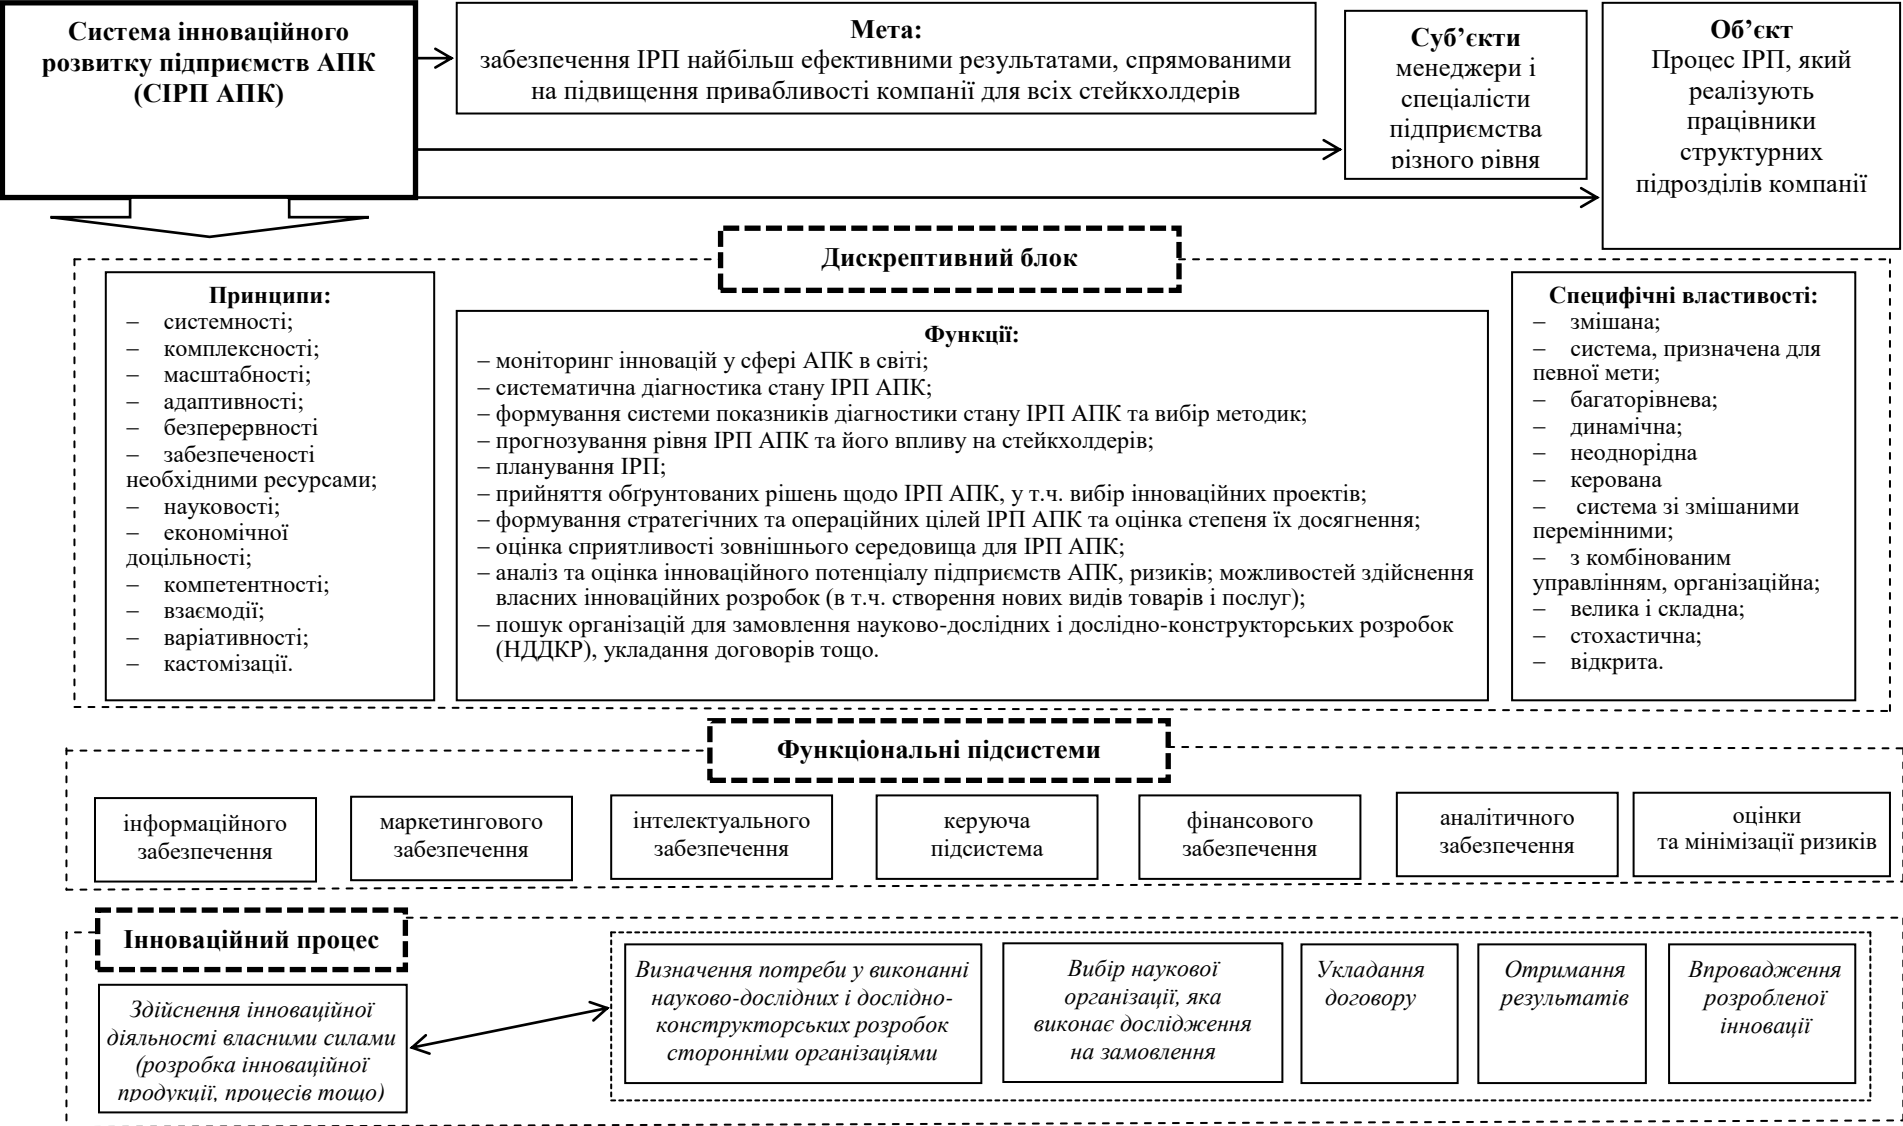 Система інноваційного
розвитку підприємств АПК
(СІРП АПК)
Мета:
забезпечення ІРП найбільш ефективними результатами, спрямованими
на підвищення привабливості компанії для всіх стейкхолдерів
Суб’єкти
менеджери і
спеціалісти
підприємства
різного рівня
Об’єкт
Процес ІРП, який
реалізують
працівники
структурних
підрозділів компанії
Дискрептивний блок
Принципи:
– системності;
– комплексності;
– масштабності;
– адаптивності;
– безперервності
– забезпеченості
необхідними ресурсами;
– науковості;
– економічної
доцільності;
– компетентності;
– взаємодії;
– варіативності;
– кастомізації.
Функції:
– моніторинг інновацій у сфері АПК в світі;
– систематична діагностика стану ІРП АПК;
– формування системи показників діагностики стану ІРП АПК та вибір методик;
– прогнозування рівня ІРП АПК та його впливу на стейкхолдерів;
– планування ІРП;
– прийняття обґрунтованих рішень щодо ІРП АПК, у т.ч. вибір інноваційних проектів;
– формування стратегічних та операційних цілей ІРП АПК та оцінка степеня їх досягнення;
– оцінка сприятливості зовнішнього середовища для ІРП АПК;
– аналіз та оцінка інноваційного потенціалу підприємств АПК, ризиків; можливостей здійснення
власних інноваційних розробок (в т.ч. створення нових видів товарів і послуг);
– пошук організацій для замовлення науково-дослідних і дослідно-конструкторських розробок
(НДДКР), укладання договорів тощо.
Специфічні властивості:
– змішана;
– система, призначена для
певної мети;
– багаторівнева;
– динамічна;
– неоднорідна
– керована
– система зі змішаними
перемінними;
– з комбінованим
управлінням, організаційна;
– велика і складна;
– стохастична;
– відкрита.
Функціональні підсистеми
інформаційного
забезпечення
маркетингового
забезпечення
інтелектуального
забезпечення
керуюча
підсистема
фінансового
забезпечення
аналітичного
забезпечення
оцінки
та мінімізації ризиків
Інноваційний процес
Здійснення інноваційної
діяльності власними силами
(розробка інноваційної
продукції, процесів тощо)
Визначення потреби у виконанні
науково-дослідних і дослідно-
конструкторських розробок
сторонніми організаціями
Вибір наукової
організації, яка
виконає дослідження
на замовлення
Укладання
договору
Отримання
результатів
Впровадження
розробленої
інновації